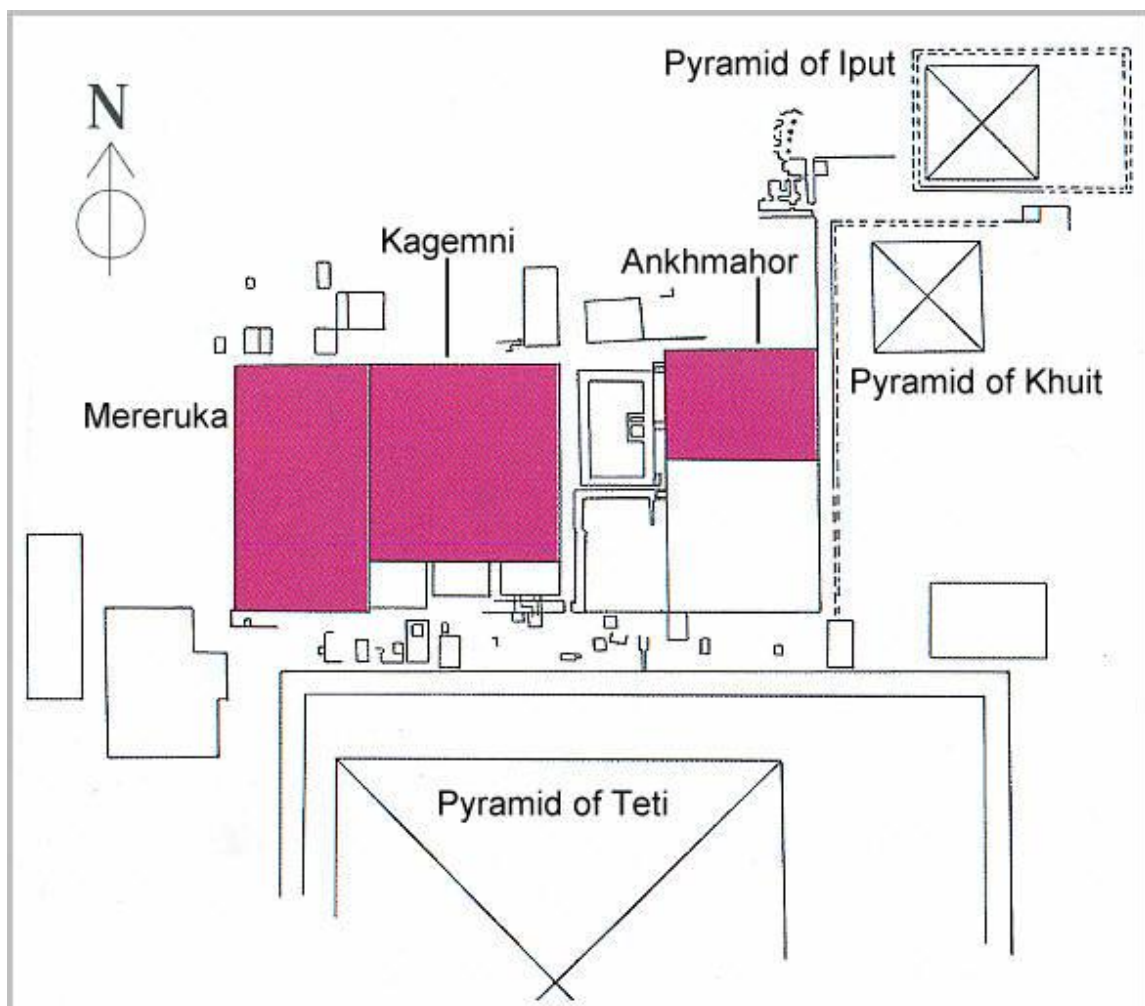 Pyramid of Iput
N
Kagemni
Ankhmahor
Pyramid of Khuit
Mereruka
Pyramid of Teti